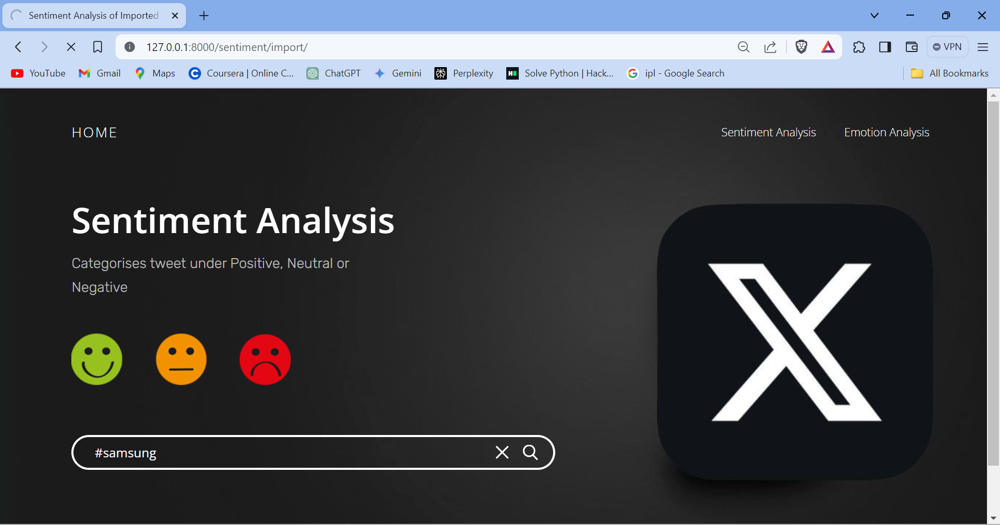 Sentiment Analysis of Imported
127.0.0.1:8000/sentiment/import/
VPN
YouTube
Gmail
Maps
Coursera | Online C...
ChatGPT
Gemini
Perplexity
Solve Python | Hack...
ipl - Google Search
All Bookmarks
HOME
Sentiment Analysis
Emotion Analysis
Sentiment Analysis
Categorises tweet under Positive, Neutral or
Negative
#samsung